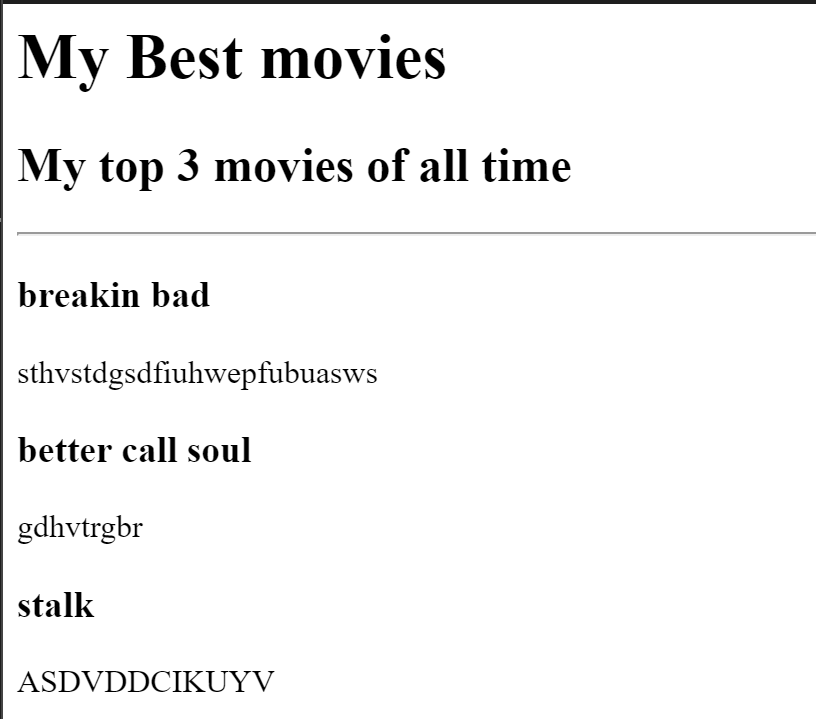 My Best movies
My top 3 movies of all time
breakin bad
sthvstdgsdfiuhwepfubuasws
better call soul
gdhvtrgbr
stalk
ASDVDDCIKUYV